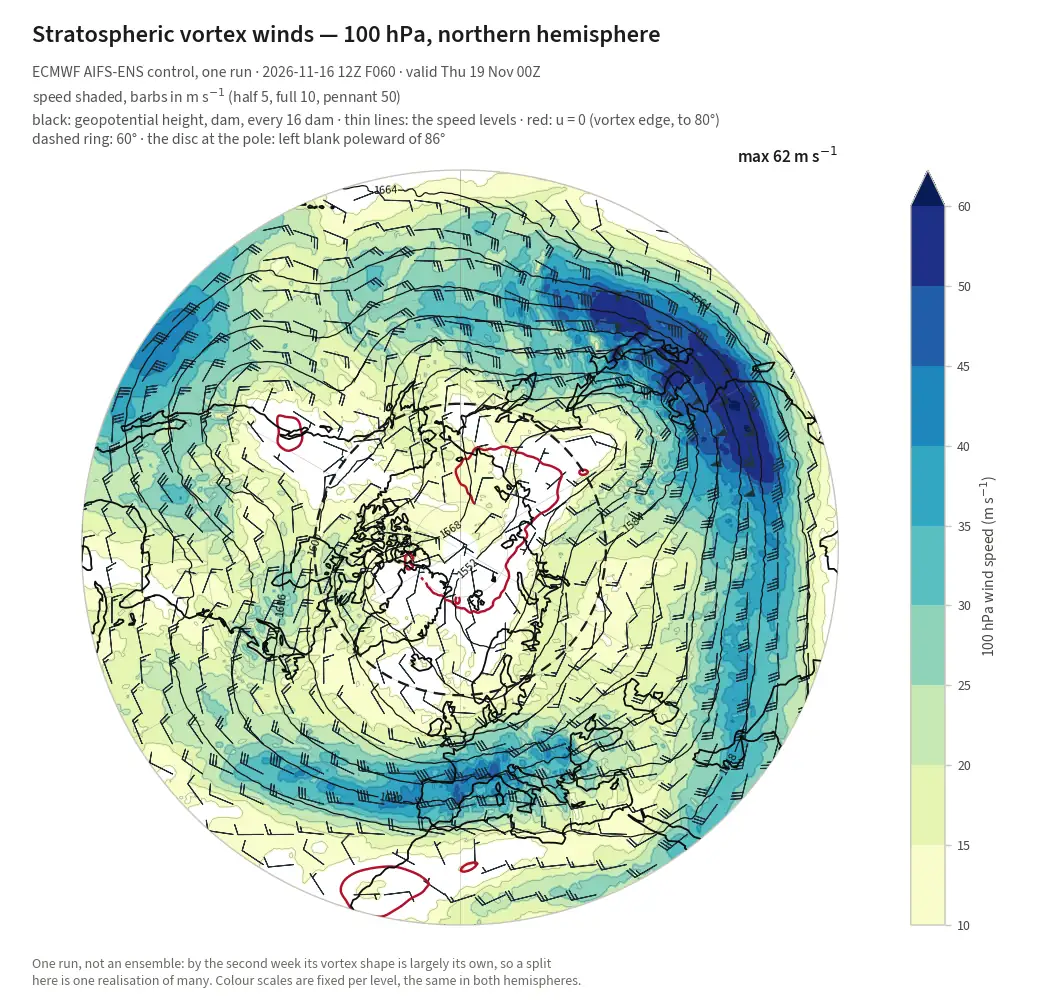 Stratospheric vortex winds — 100 hPa, northern hemisphere
ECMWF AIFS-ENS control, one run · 2026-11-16 12Z F060 · valid Thu 19 Nov 00Z
speed shaded, barbs in m s⁻¹ (half 5, full 10, pennant 50)
black: geopotential height, dam, every 16 dam · thin lines: the speed levels · red: u = 0 (vortex edge, to 80°)
dashed ring: 60° · the disc at the pole: left blank poleward of 86°
max 62 m s⁻¹
1664
1664
1568
1584
1552
60
50
45
40
35
30
25
20
15
10
100 hPa wind speed (m s⁻¹)
One run, not an ensemble: by the second week its vortex shape is largely its own, so a split
here is one realisation of many. Colour scales are fixed per level, the same in both hemispheres.